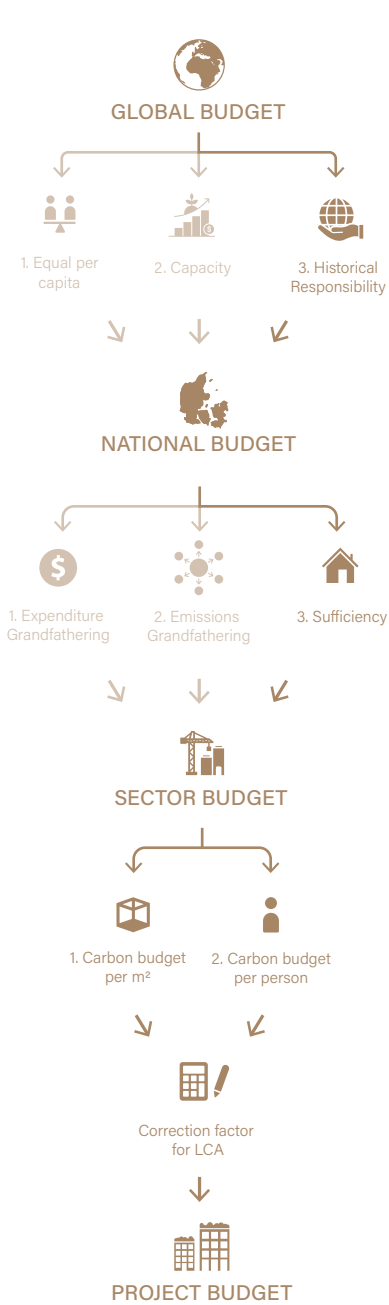 GLOBAL BUDGET
1. Equal per
capita
2. Capacity
3. Historical
Responsibility
NATIONAL BUDGET
1. Expenditure
Grandfathering
2. Emissions
Grandfathering
3. Sufficiency
SECTOR BUDGET
1. Carbon budget
per m²
2. Carbon budget
per person
Correction factor
for LCA
PROJECT BUDGET